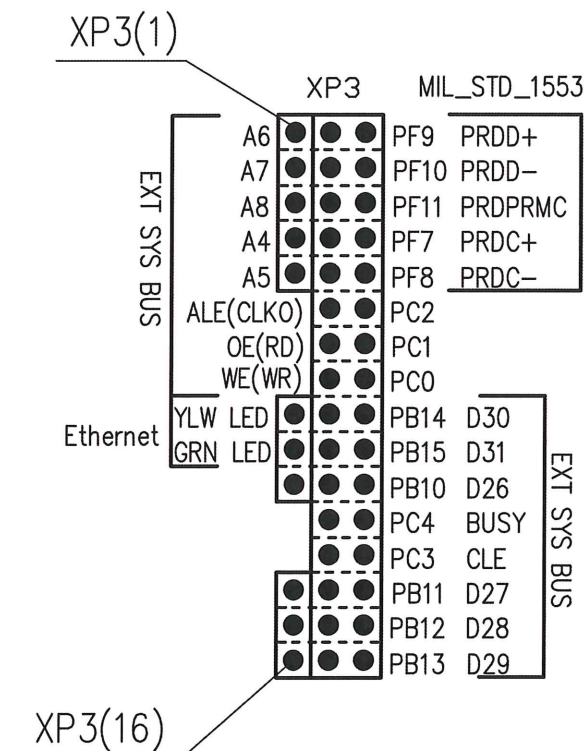 XP3(1)
XP3 MIL_STD_1553
A6 PF9 PRDD+
A7 PF10 PRDD-
A8 PF11 PRDPRMC
A4 PF7 PRDC+
A5 PF8 PRDC-
EXT SYS BUS
ALE(CLKO) PC2
OE(RD) PC1
WE(WR) PC0
Ethernet
YLW LED PB14 D30
GRN LED PB15 D31
PB10 D26
PC4 BUSY
PC3 CLE
PB11 D27
PB12 D28
PB13 D29
EXT SYS BUS
XP3(16)